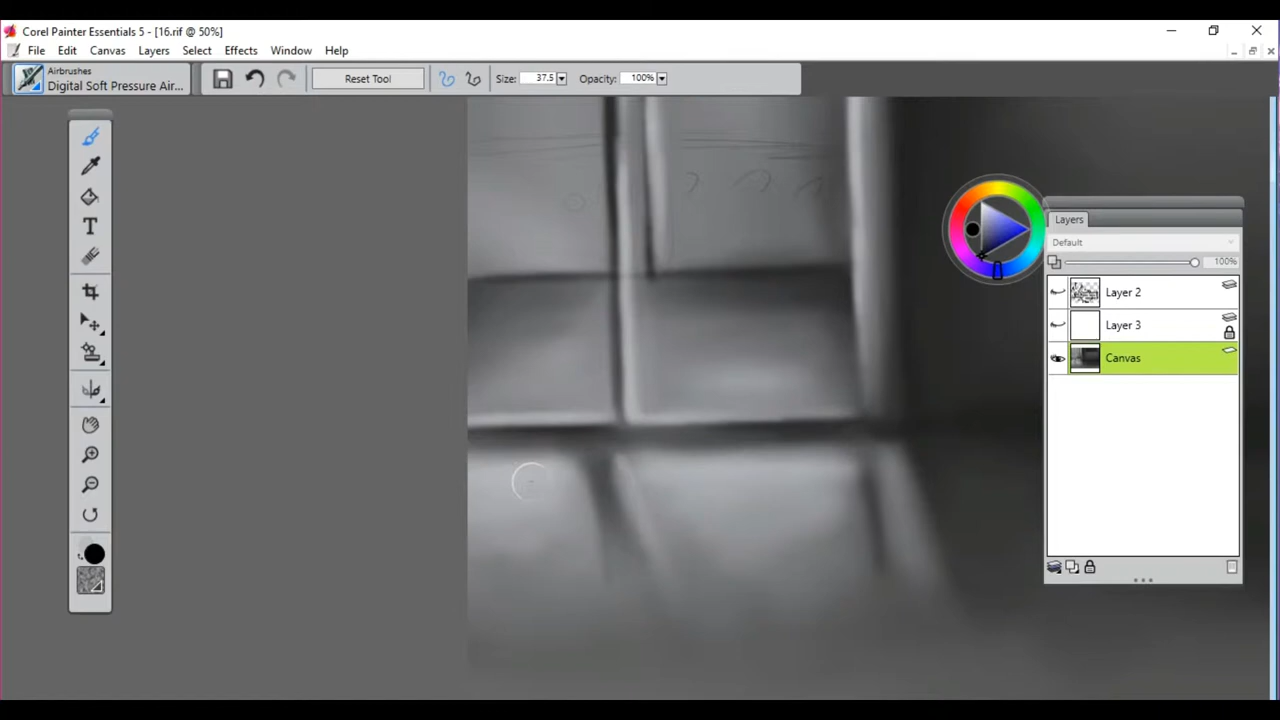 Corel Painter Essentials 5 - [16.rif @ 50%]
File Edit Canvas Layers Select Effects Window Help
Airbrushes
Digital Soft Pressure Air...
Reset Tool
Size: 37.5
Opacity: 100%
Layers
Default
100%
Layer 2
Layer 3
Canvas